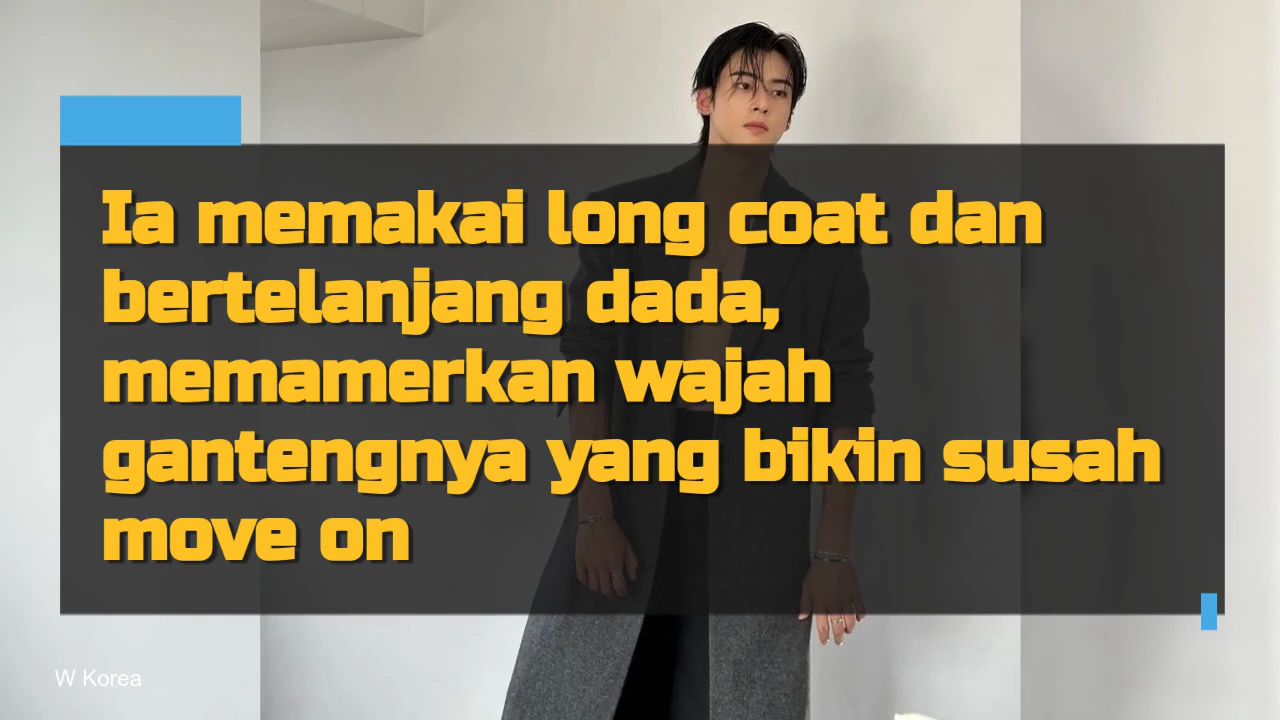 Ia memakai long coat dan
bertelanjang dada,
memamerkan wajah
gantengnya yang bikin susah
move on
W Korea